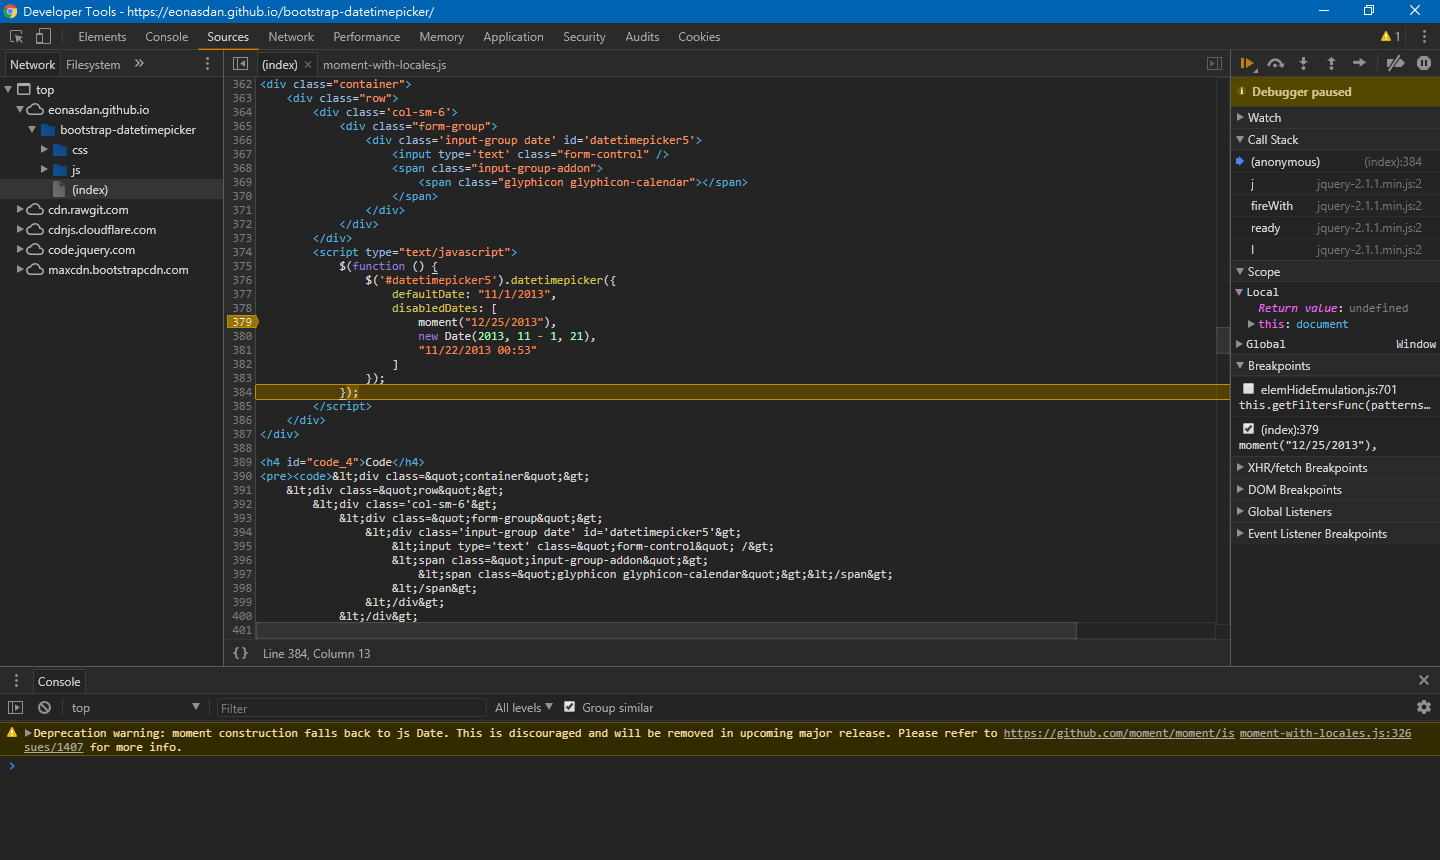 Developer Tools - https://eonasdan.github.io/bootstrap-datetimepicker/
Elements Console Sources Network Performance Memory Application Security Audits Cookies 1
Network Filesystem »
top
eonasdan.github.io
bootstrap-datetimepicker
css
js
(index)
cdn.rawgit.com
cdnjs.cloudflare.com
code.jquery.com
maxcdn.bootstrapcdn.com
(index) × moment-with-locales.js
362 <div class="container">
363 <div class="row">
364 <div class='col-sm-6'>
365 <div class="form-group">
366 <div class='input-group date' id='datetimepicker5'>
367 <input type='text' class="form-control" />
368 <span class="input-group-addon">
369 <span class="glyphicon glyphicon-calendar"></span>
370 </span>
371 </div>
372 </div>
373 </div>
374 <script type="text/javascript">
375 $(function () {
376 $('#datetimepicker5').datetimepicker({
377 defaultDate: "11/1/2013",
378 disabledDates: [
379 moment("12/25/2013"),
380 new Date(2013, 11 - 1, 21),
381 "11/22/2013 00:53"
382 ]
383 });
384 });
385 </script>
386 </div>
387 </div>
388
389 <h4 id="code_4">Code</h4>
390 <pre><code>&lt;div class=&quot;container&quot;&gt;
391 &lt;div class=&quot;row&quot;&gt;
392 &lt;div class='col-sm-6'&gt;
393 &lt;div class=&quot;form-group&quot;&gt;
394 &lt;div class='input-group date' id='datetimepicker5'&gt;
395 &lt;input type='text' class=&quot;form-control&quot; /&gt;
396 &lt;span class=&quot;input-group-addon&quot;&gt;
397 &lt;span class=&quot;glyphicon glyphicon-calendar&quot;&gt;&lt;/span&gt;
398 &lt;/span&gt;
399 &lt;/div&gt;
400 &lt;/div&gt;
401
{} Line 384, Column 13
Debugger paused
Watch
Call Stack
(anonymous) (index):384
j jquery-2.1.1.min.js:2
fireWith jquery-2.1.1.min.js:2
ready jquery-2.1.1.min.js:2
I jquery-2.1.1.min.js:2
Scope
Local
Return value: undefined
this: document
Global Window
Breakpoints
elemHideEmulation.js:701
this.getFiltersFunc(patterns…
(index):379
moment("12/25/2013"),
XHR/fetch Breakpoints
DOM Breakpoints
Global Listeners
Event Listener Breakpoints
Console
top Filter All levels Group similar
Deprecation warning: moment construction falls back to js Date. This is discouraged and will be removed in upcoming major release. Please refer to https://github.com/moment/moment/is moment-with-locales.js:326
sues/1407 for more info.